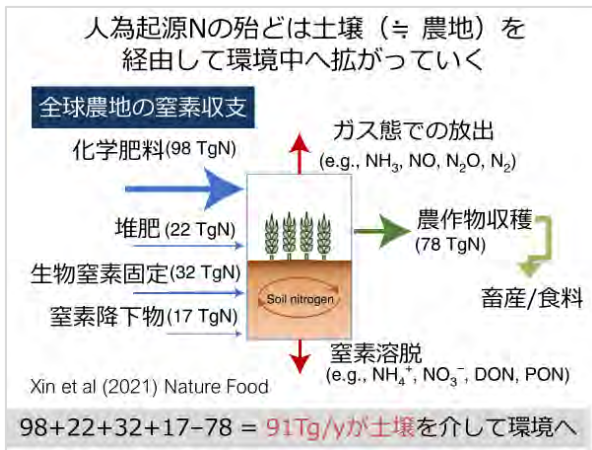 人為起源Nの殆どは土壌（≒ 農地）を
経由して環境中へ拡がっていく
全球農地の窒素収支
化学肥料(98 TgN)
堆肥 (22 TgN)
生物窒素固定(32 TgN)
窒素降下物(17 TgN)
ガス態での放出
(e.g., NH₃, NO, N₂O, N₂)
農作物収穫
(78 TgN)
畜産/食料
Soil nitrogen
窒素溶脱
(e.g., NH₄⁺, NO₃⁻, DON, PON)
Xin et al (2021) Nature Food
98+22+32+17–78 = 91Tg/yが土壌を介して環境へ